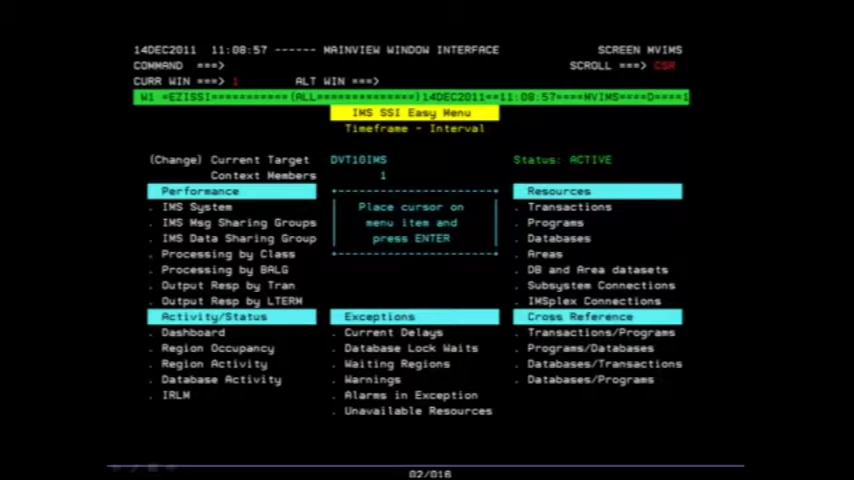 14DEC2011 11:08:57 ------ MAINVIEW WINDOW INTERFACE SCREEN MVIMS
COMMAND ===> SCROLL ===> CSR
CURR WIN ===> 1 ALT WIN ===>
W1 =EZISSI===========(ALL==============)14DEC2011==11:08:57====MVIMS====D====1
IMS SSI Easy Menu
Timeframe - Interval
(Change) Current Target DVT10IMS Status: ACTIVE
Context Members 1
Performance +----------------------+ Resources
. IMS System | Place cursor on | . Transactions
. IMS Msg Sharing Groups | menu item and | . Programs
. IMS Data Sharing Group | press ENTER | . Databases
. Processing by Class +----------------------+ . Areas
. Processing by BALG . DB and Area datasets
. Output Resp by Tran . Subsystem Connections
. Output Resp by LTERM . IMSplex Connections
Activity/Status Exceptions Cross Reference
. Dashboard . Current Delays . Transactions/Programs
. Region Occupancy . Database Lock Waits . Programs/Databases
. Region Activity . Waiting Regions . Databases/Transactions
. Database Activity . Warnings . Databases/Programs
. IRLM . Alarms in Exception
. Unavailable Resources
02/016